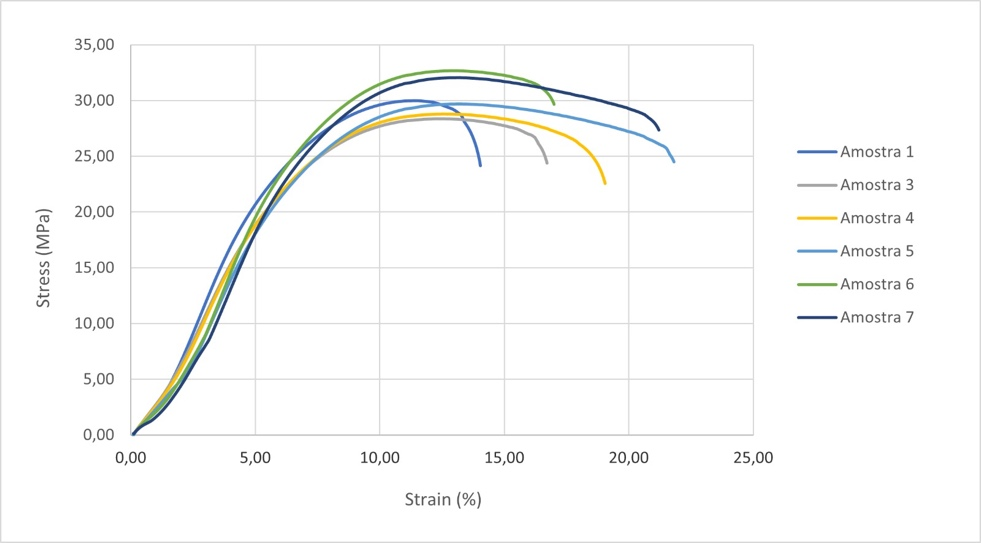 35,00
30,00
25,00
20,00
15,00
10,00
5,00
0,00
Stress (MPa)
0,00 5,00 10,00 15,00 20,00 25,00
Strain (%)
Amostra 1
Amostra 3
Amostra 4
Amostra 5
Amostra 6
Amostra 7